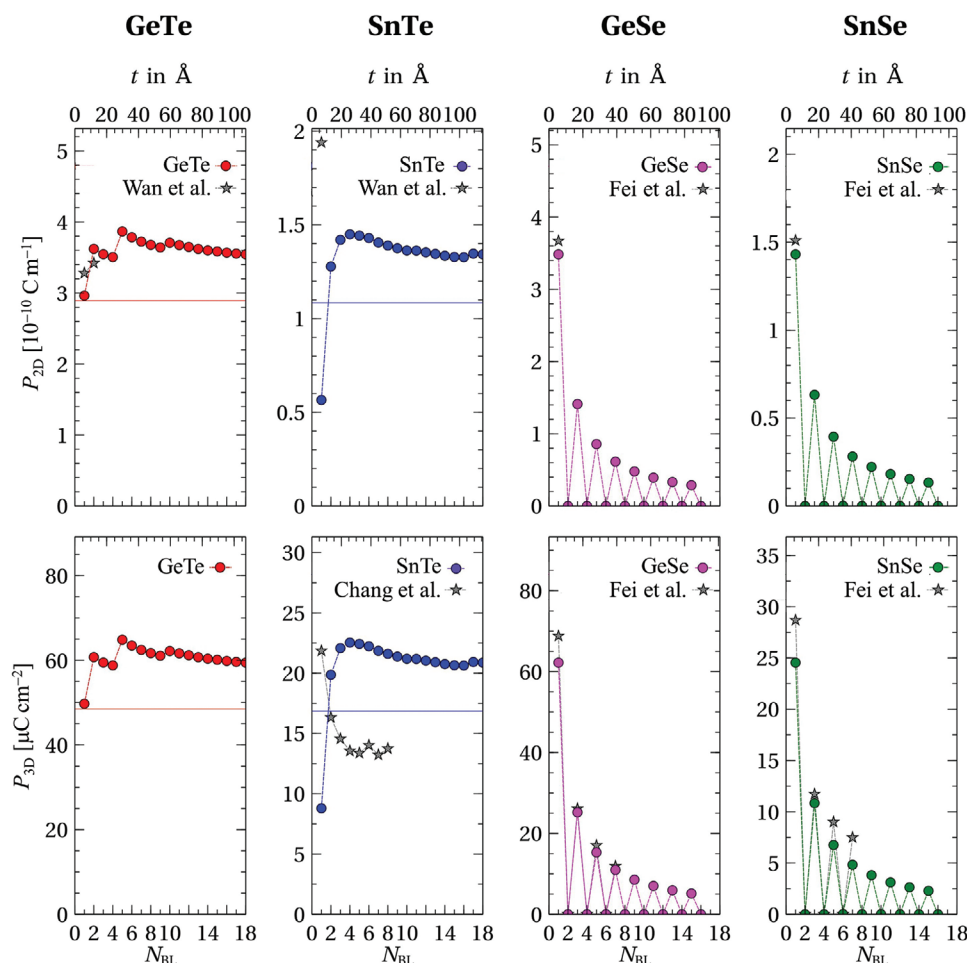 GeTe SnTe GeSe SnSe
t in Å t in Å t in Å t in Å
0 20 40 60 80 100
0 20 40 60 80 100
0 20 40 60 80 100
0 20 40 60 80 100
P2D [10−10 C m−1]
5
4
3
2
1
0
GeTe
Wan et al.
2
1.5
1
0.5
0
SnTe
Wan et al.
5
4
3
2
1
0
GeSe
Fei et al.
2
1.5
1
0.5
0
SnSe
Fei et al.
P3D [µC cm−2]
80
60
40
20
0
GeTe
30
25
20
15
10
5
0
SnTe
Chang et al.
80
60
40
20
0
GeSe
Fei et al.
35
30
25
20
15
10
5
0
SnSe
Fei et al.
0 2 4 6 8 10 14 18
0 2 4 6 8 10 14 18
0 2 4 6 8 10 14 18
0 2 4 6 8 10 14 18
NBL NBL NBL NBL